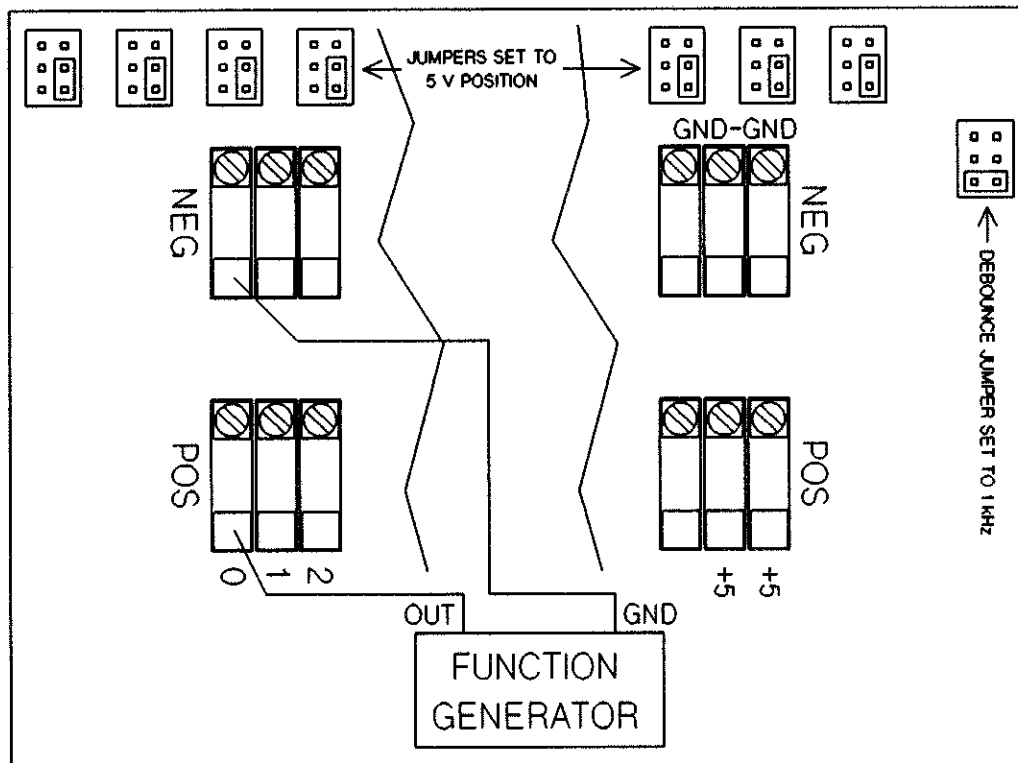 JUMPERS SET TO
5 V POSITION
GND-GND
NEG
NEG
DEBOUNCE JUMPER SET TO 1 kHz
POS
POS
0
1
2
+5
+5
OUT
GND
FUNCTION
GENERATOR